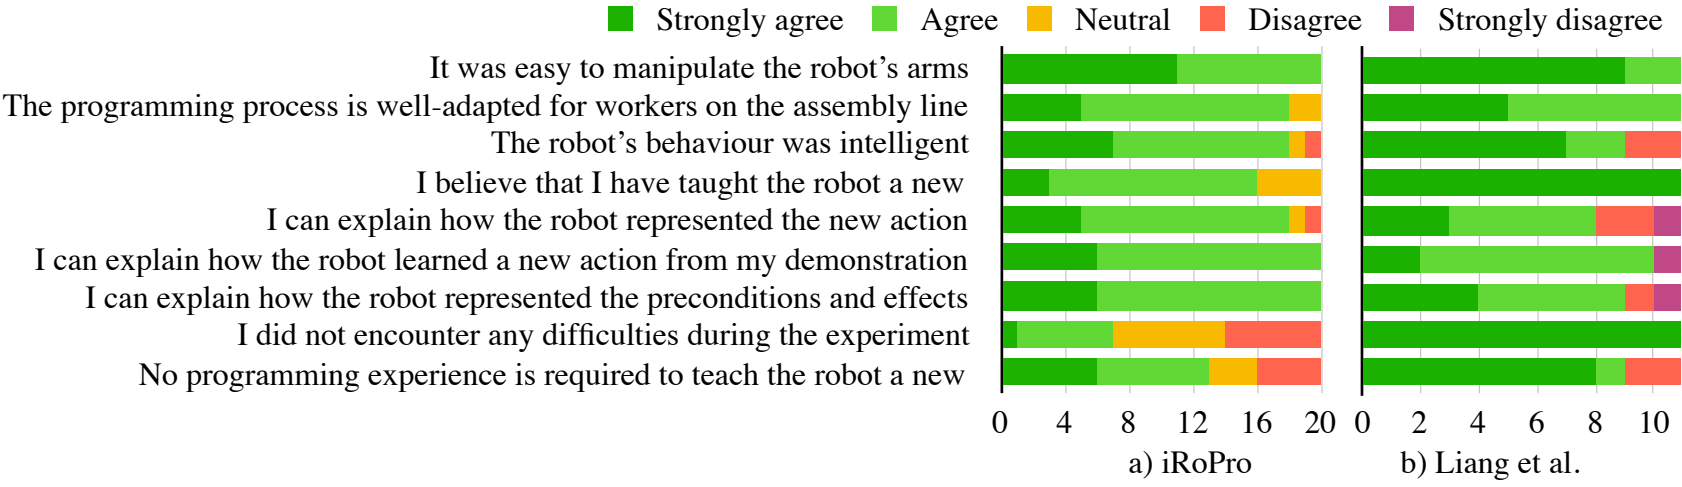 Strongly agree Agree Neutral Disagree Strongly disagree
It was easy to manipulate the robot’s arms
The programming process is well-adapted for workers on the assembly line
The robot’s behaviour was intelligent
I believe that I have taught the robot a new
I can explain how the robot represented the new action
I can explain how the robot learned a new action from my demonstration
I can explain how the robot represented the preconditions and effects
I did not encounter any difficulties during the experiment
No programming experience is required to teach the robot a new
0 4 8 12 16 20 0 2 4 6 8 10
a) iRoPro b) Liang et al.